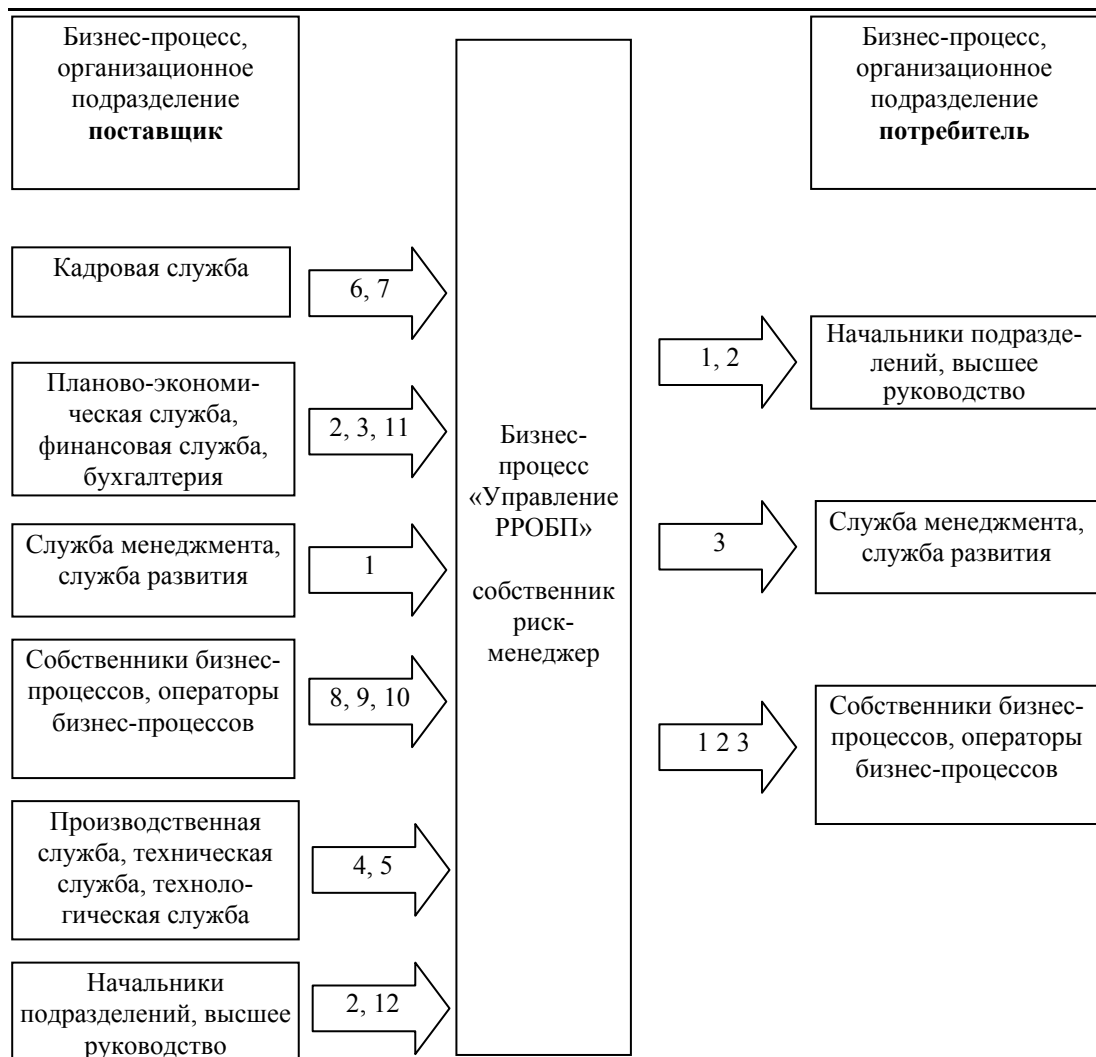 Бизнес-процесс,
организационное
подразделение
поставщик
Кадровая служба
6, 7
Планово-экономи-
ческая служба,
финансовая служба,
бухгалтерия
2, 3, 11
Служба менеджмента,
служба развития
1
Собственники бизнес-
процессов, операторы
бизнес-процессов
8, 9, 10
Производственная
служба, техническая
служба, техноло-
гическая служба
4, 5
Начальники
подразделений, высшее
руководство
2, 12
Бизнес-
процесс
«Управление
РРОБП»
собственник
риск-
менеджер
Бизнес-процесс,
организационное
подразделение
потребитель
1, 2
Начальники подразде-
лений, высшее
руководство
3
Служба менеджмента,
служба развития
1 2 3
Собственники бизнес-
процессов, операторы
бизнес-процессов